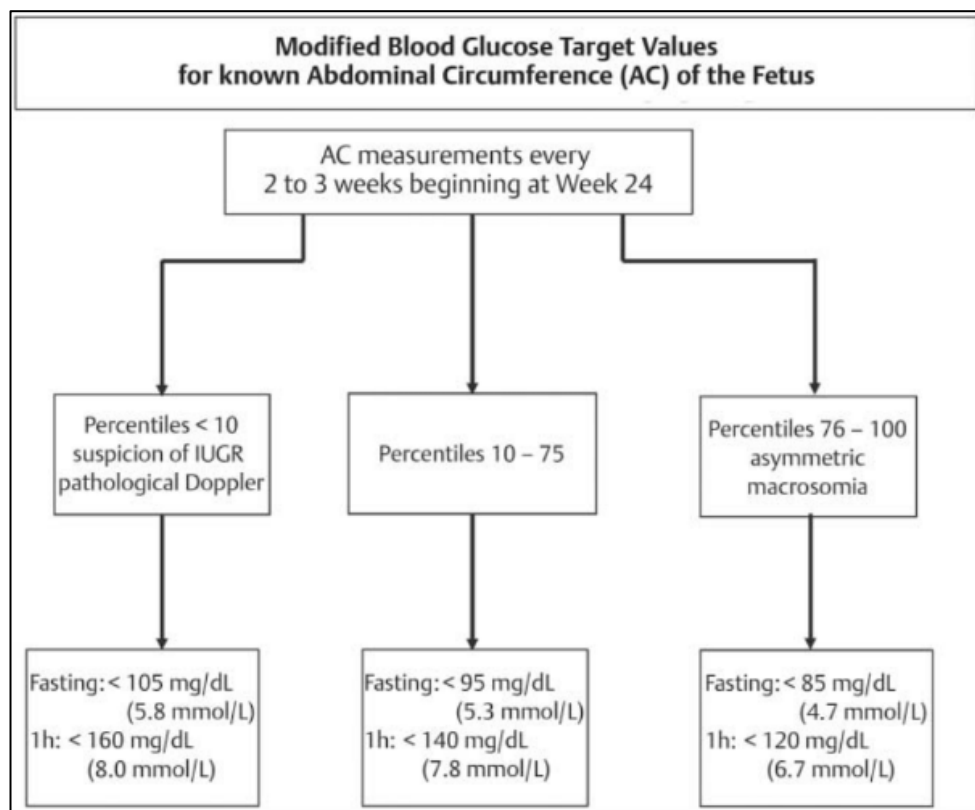 Modified Blood Glucose Target Values
for known Abdominal Circumference (AC) of the Fetus
AC measurements every
2 to 3 weeks beginning at Week 24
Percentiles < 10
suspicion of IUGR
pathological Doppler
Percentiles 10 – 75
Percentiles 76 – 100
asymmetric
macrosomia
Fasting: < 105 mg/dL
(5.8 mmol/L)
1h: < 160 mg/dL
(8.0 mmol/L)
Fasting: < 95 mg/dL
(5.3 mmol/L)
1h: < 140 mg/dL
(7.8 mmol/L)
Fasting: < 85 mg/dL
(4.7 mmol/L)
1h: < 120 mg/dL
(6.7 mmol/L)